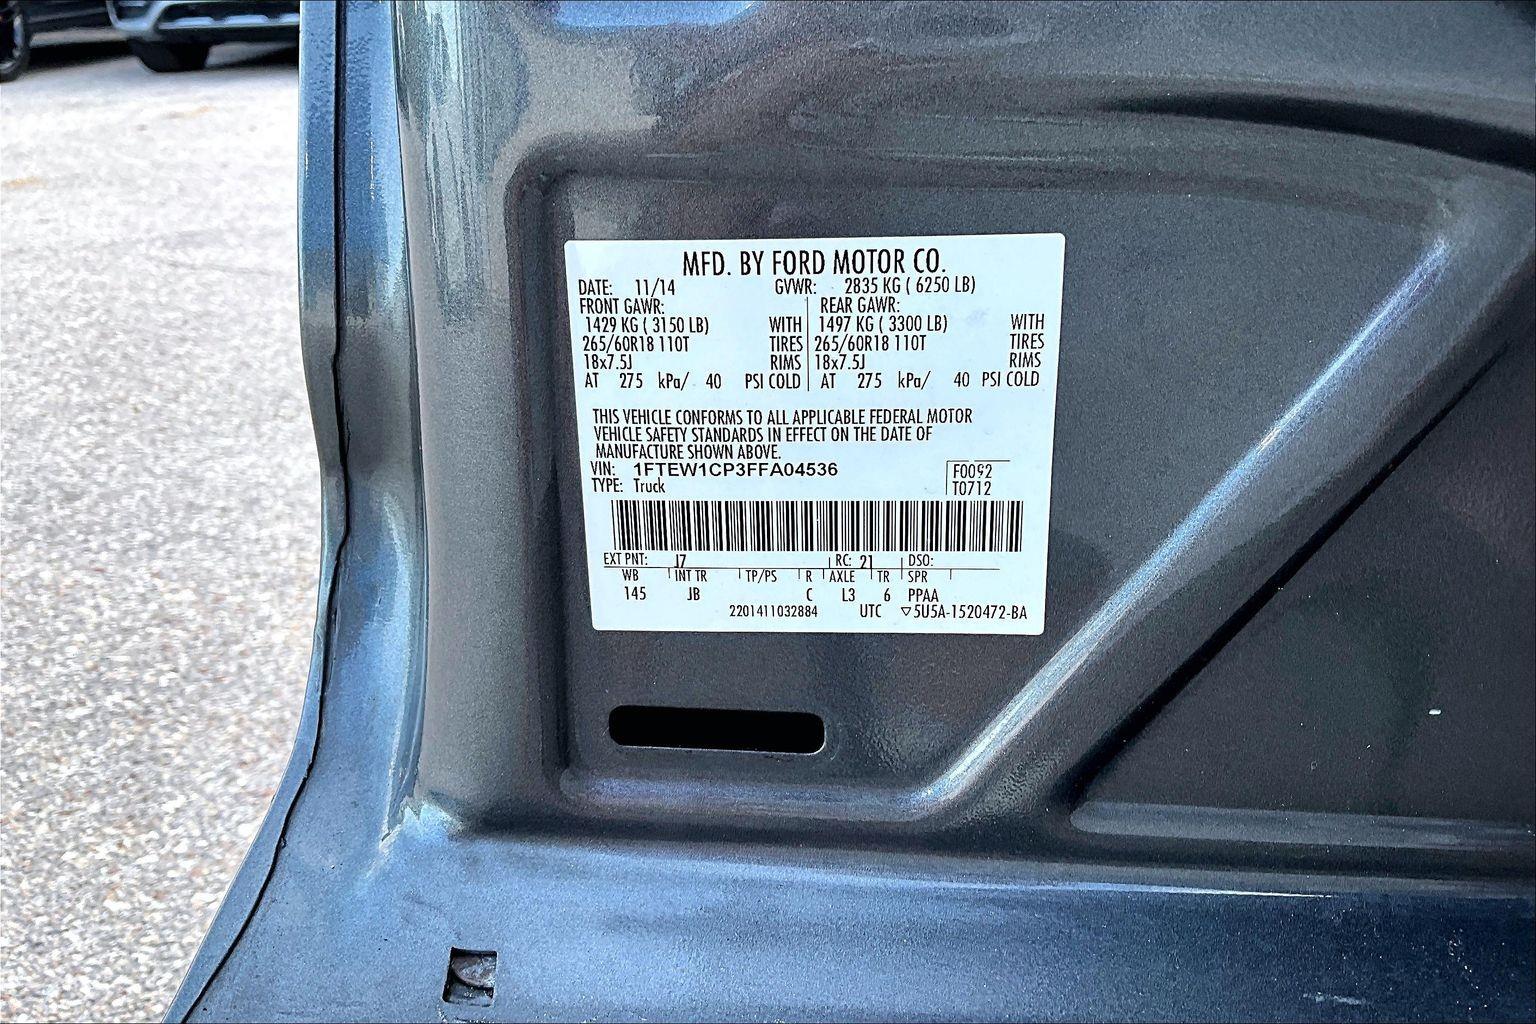 MFD. BY FORD MOTOR CO.
DATE: 11/14 GVWR: 2835 KG ( 6250 LB)
FRONT GAWR: REAR GAWR:
1429 KG ( 3150 LB) WITH 1497 KG ( 3300 LB) WITH
265/60R18 110T TIRES 265/60R18 110T TIRES
18x7.5J RIMS 18x7.5J RIMS
AT 275 kPa/ 40 PSI COLD AT 275 kPa/ 40 PSI COLD
THIS VEHICLE CONFORMS TO ALL APPLICABLE FEDERAL MOTOR
VEHICLE SAFETY STANDARDS IN EFFECT ON THE DATE OF
MANUFACTURE SHOWN ABOVE.
VIN: 1FTEW1CP3FFA04536 F0092
TYPE: Truck T0712
EXT PNT: J7 RC: 21 DSO:
WB INT TR TP/PS R AXLE TR SPR
145 JB C L3 6 PPAA
2201411032884 UTC ▽5U5A-1520472-BA